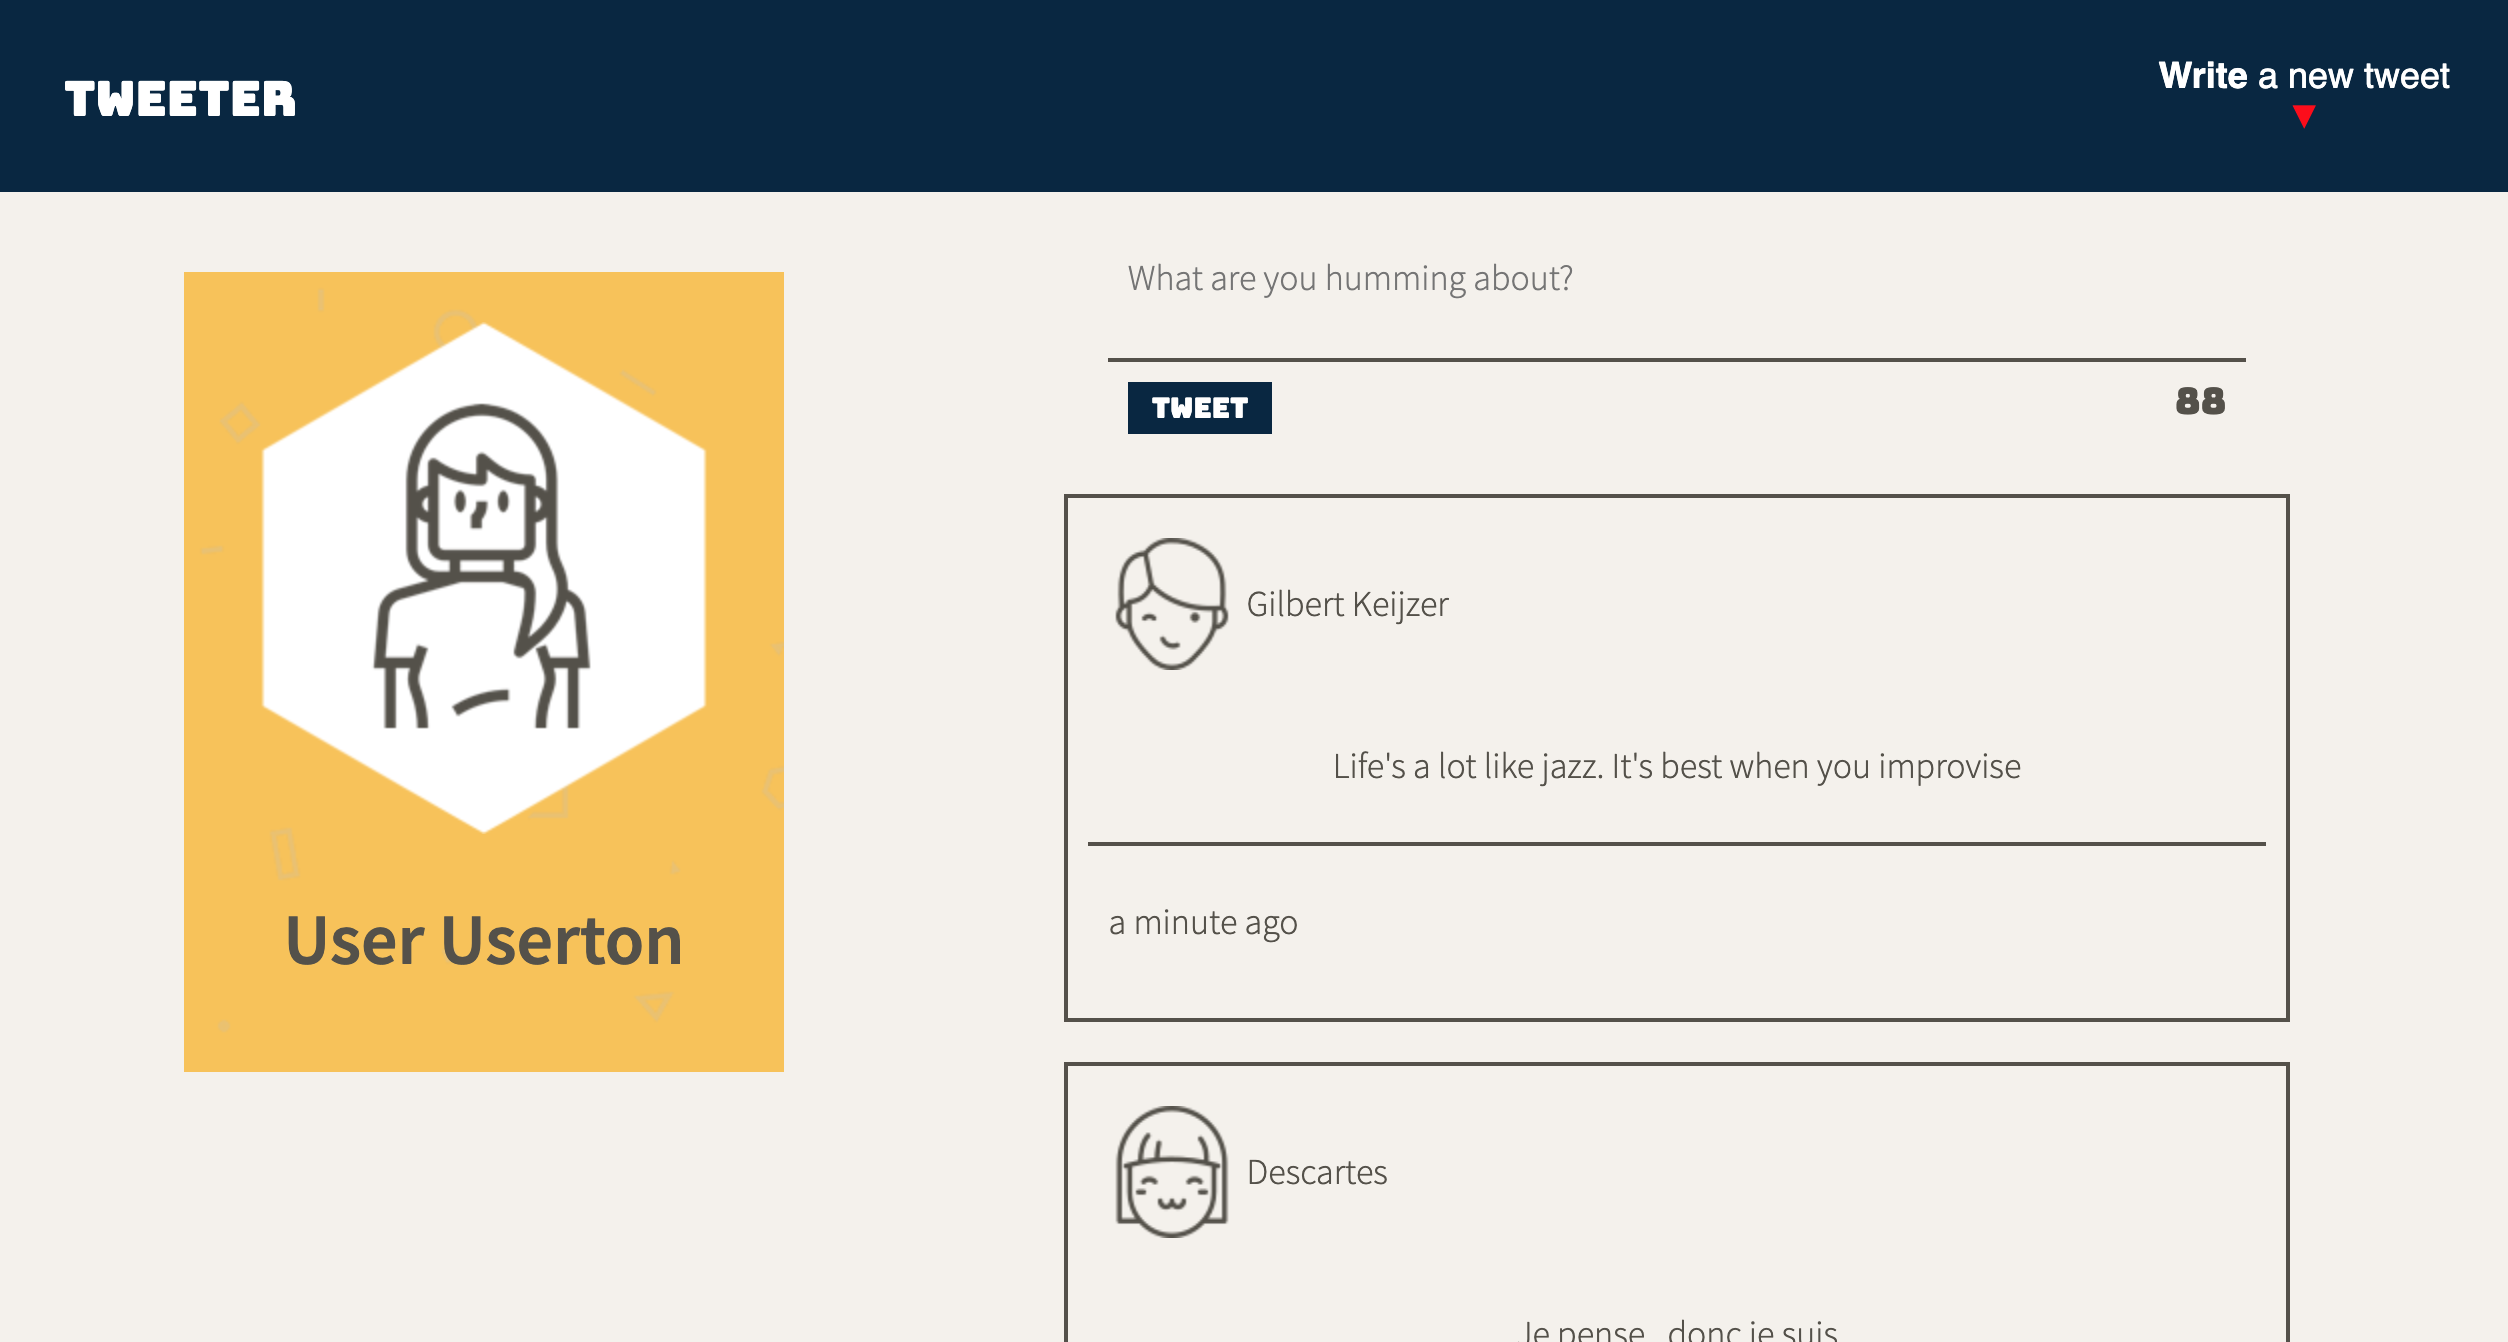 TWEETER
Write a new tweet
User Userton
What are you humming about?
TWEET
88
Gilbert Keijzer
Life's a lot like jazz. It's best when you improvise
a minute ago
Descartes
Je pense , donc je suis